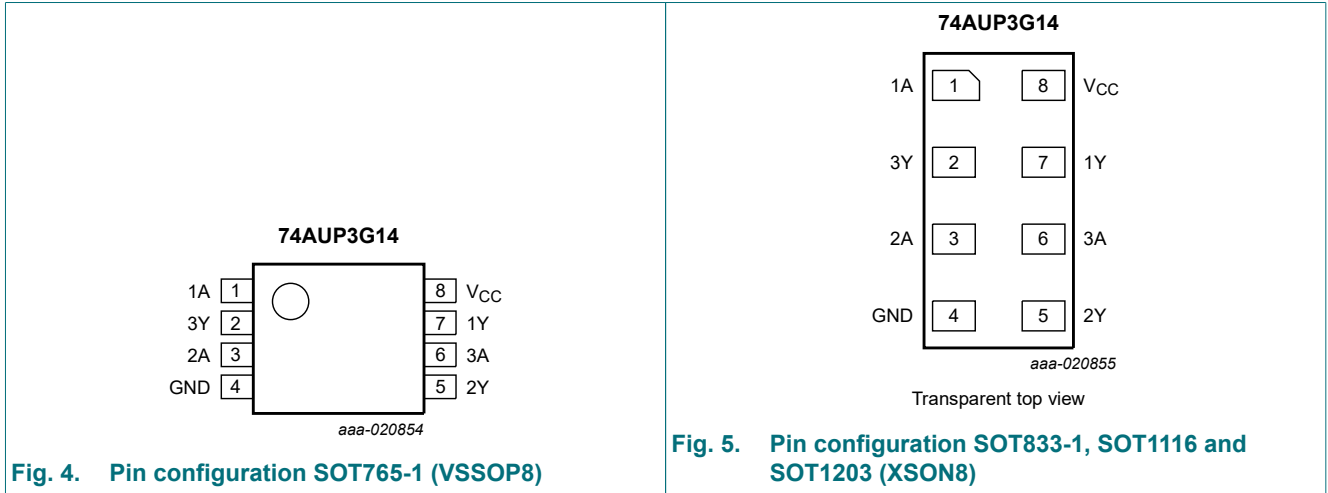 74AUP3G14
1A 1 8 VCC
3Y 2 7 1Y
2A 3 6 3A
GND 4 5 2Y
aaa-020854
Fig. 4. Pin configuration SOT765-1 (VSSOP8)
74AUP3G14
1A 1 8 VCC
3Y 2 7 1Y
2A 3 6 3A
GND 4 5 2Y
aaa-020855
Transparent top view
Fig. 5. Pin configuration SOT833-1, SOT1116 and
SOT1203 (XSON8)